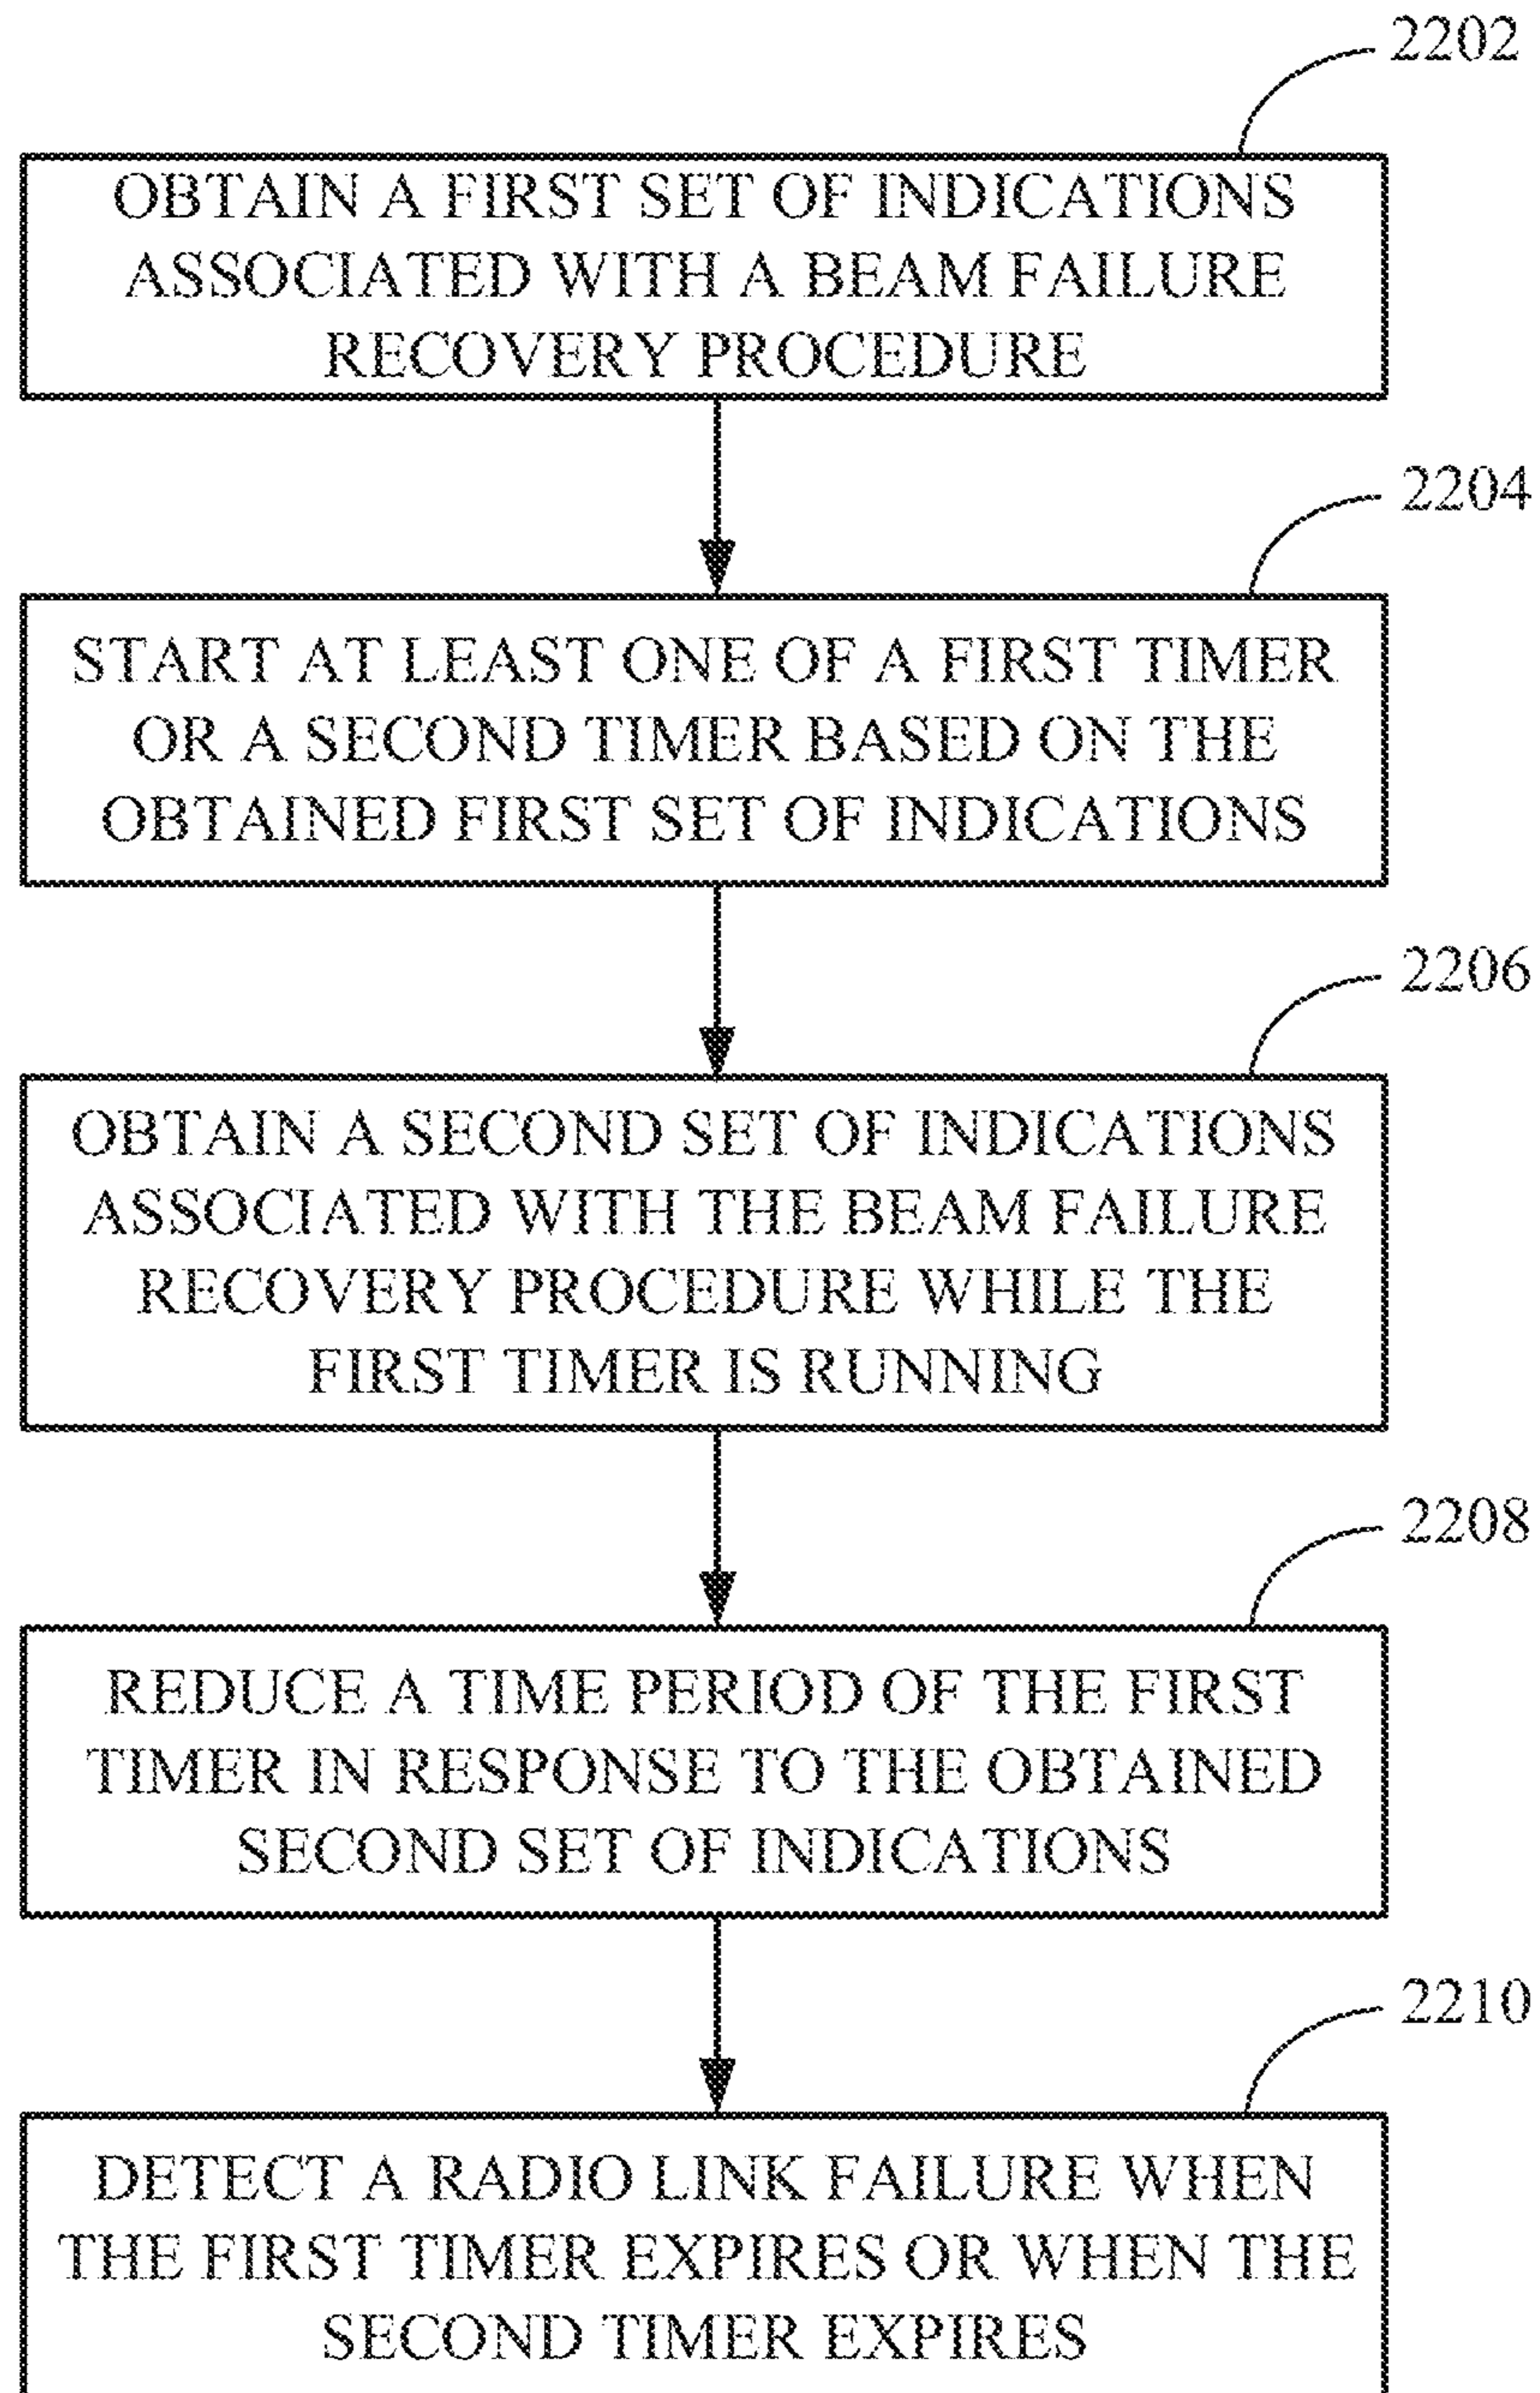 2202
OBTAIN A FIRST SET OF INDICATIONS
ASSOCIATED WITH A BEAM FAILURE
RECOVERY PROCEDURE
2204
START AT LEAST ONE OF A FIRST TIMER
OR A SECOND TIMER BASED ON THE
OBTAINED FIRST SET OF INDICATIONS
2206
OBTAIN A SECOND SET OF INDICATIONS
ASSOCIATED WITH THE BEAM FAILURE
RECOVERY PROCEDURE WHILE THE
FIRST TIMER IS RUNNING
2208
REDUCE A TIME PERIOD OF THE FIRST
TIMER IN RESPONSE TO THE OBTAINED
SECOND SET OF INDICATIONS
2210
DETECT A RADIO LINK FAILURE WHEN
THE FIRST TIMER EXPIRES OR WHEN THE
SECOND TIMER EXPIRES